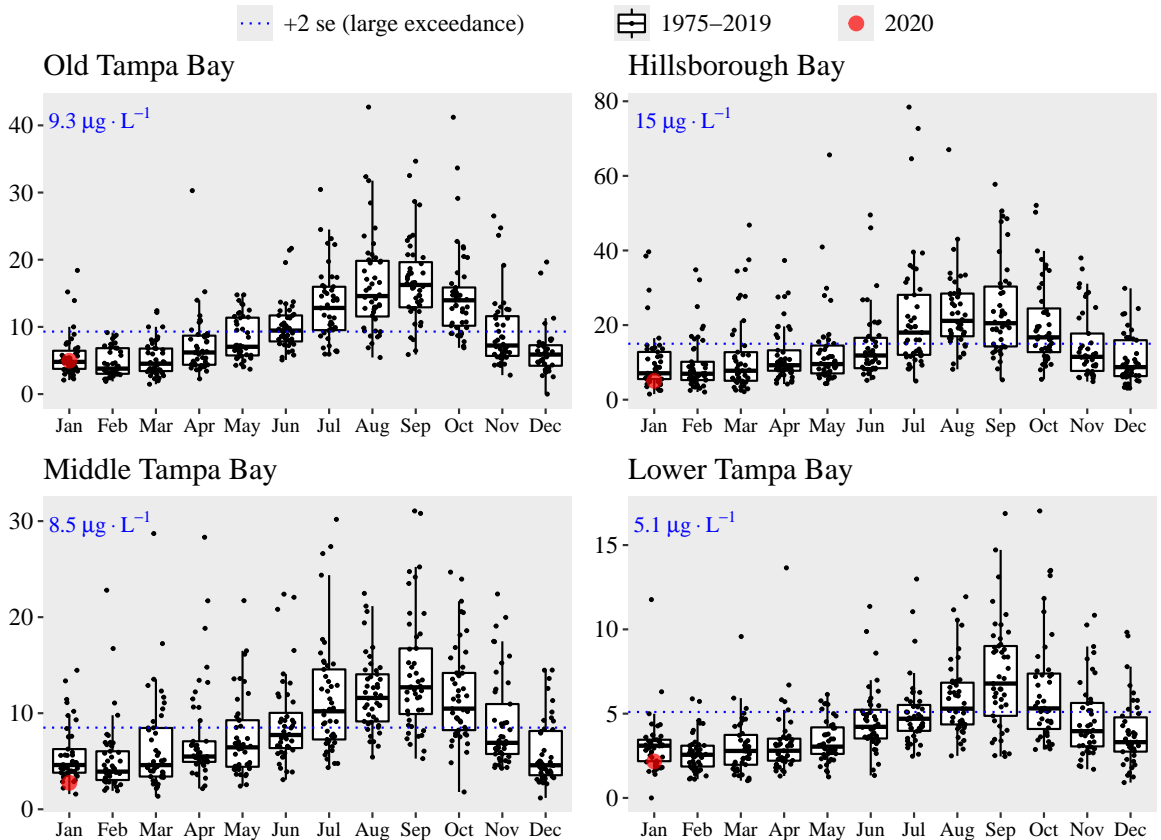 +2 se (large exceedance) 1975−2019 2020
Old Tampa Bay
9.3 μg · L−1
40
30
20
10
0
Jan Feb Mar Apr May Jun Jul Aug Sep Oct Nov Dec
Hillsborough Bay
15 μg · L−1
80
60
40
20
0
Jan Feb Mar Apr May Jun Jul Aug Sep Oct Nov Dec
Middle Tampa Bay
8.5 μg · L−1
30
20
10
0
Jan Feb Mar Apr May Jun Jul Aug Sep Oct Nov Dec
Lower Tampa Bay
5.1 μg · L−1
15
10
5
0
Jan Feb Mar Apr May Jun Jul Aug Sep Oct Nov Dec